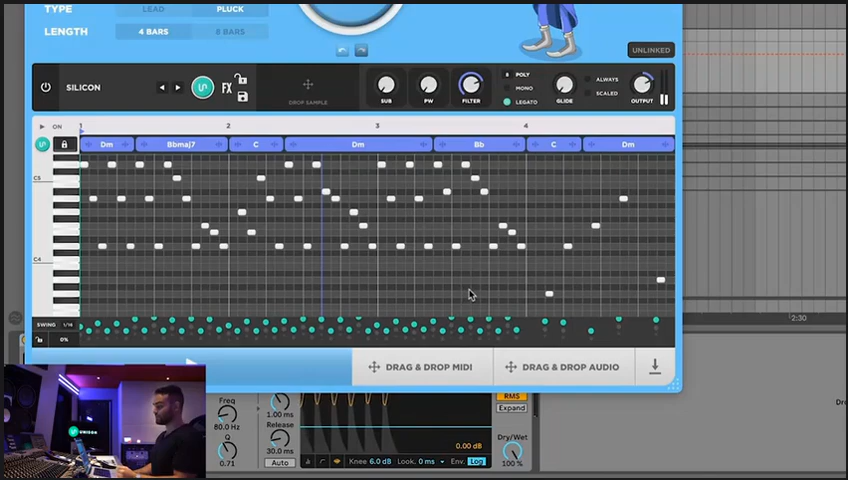 TYPE LEAD PLUCK
LENGTH 4 BARS 8 BARS
UNLINKED
SILICON
FX
DROP SAMPLE
SUB PW FILTER
POLY
MONO
LEGATO
GLIDE
ALWAYS
SCALED
OUTPUT
ON 1 2 3 4
Dm Bbmaj7 C Dm Bb C Dm
C5
C4
SWING 1/16
0%
2:30
DRAG & DROP MIDI DRAG & DROP AUDIO
UNISON
Freq
80.0 Hz
Q
0.71
1.00 ms
Release
30.0 ms
Auto
0.00 dB
Knee 6.0 dB Look. 0 ms Env. Log
RMS
Expand
Dry/Wet
100 %
Dro